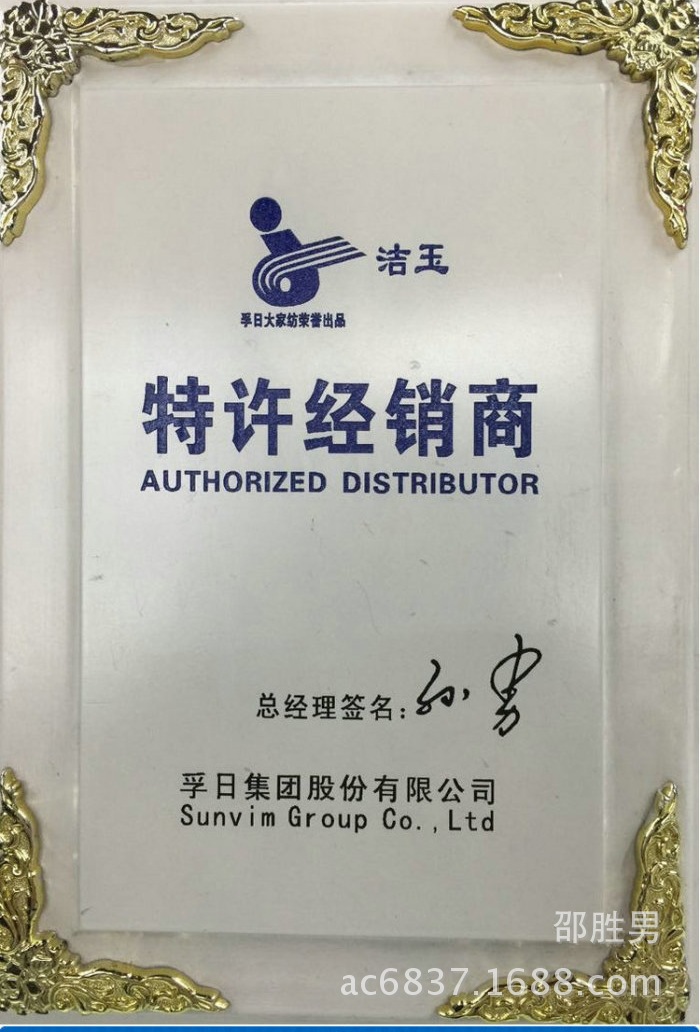 洁玉
孚日大家纺荣誉出品
特许经销商
AUTHORIZED DISTRIBUTOR
总经理签名:孙勇
孚日集团股份有限公司
Sunvim Group Co.,Ltd
邵胜男
ac6837.1688.com